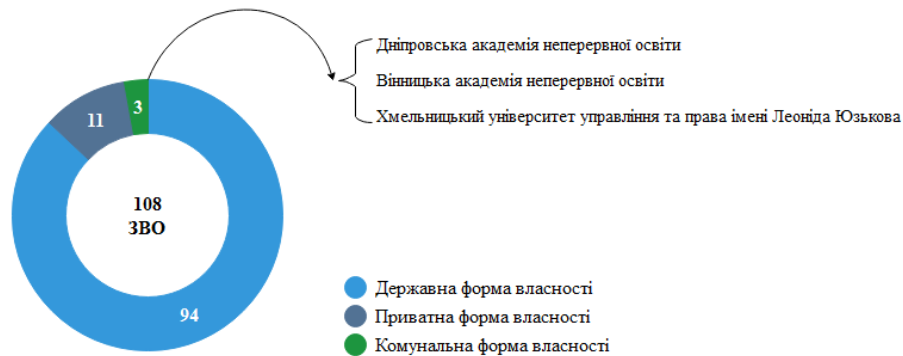 Дніпровська академія неперервної освіти
Вінницька академія неперервної освіти
Хмельницький університет управління та права імені Леоніда Юзькова
3
11
108
ЗВО
94
Державна форма власності
Приватна форма власності
Комунальна форма власності